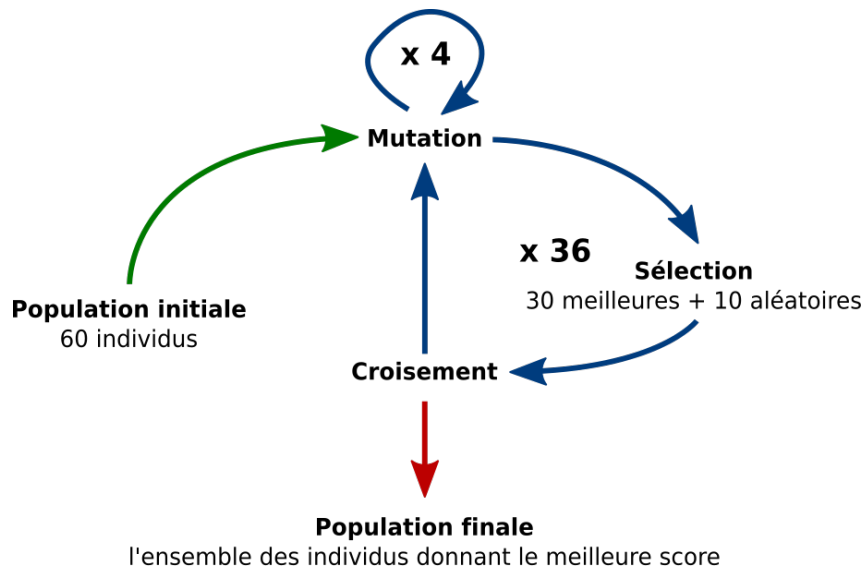 x 4
Mutation
x 36
Sélection
30 meilleures + 10 aléatoires
Population initiale
60 individus
Croisement
Population finale
l'ensemble des individus donnant le meilleure score